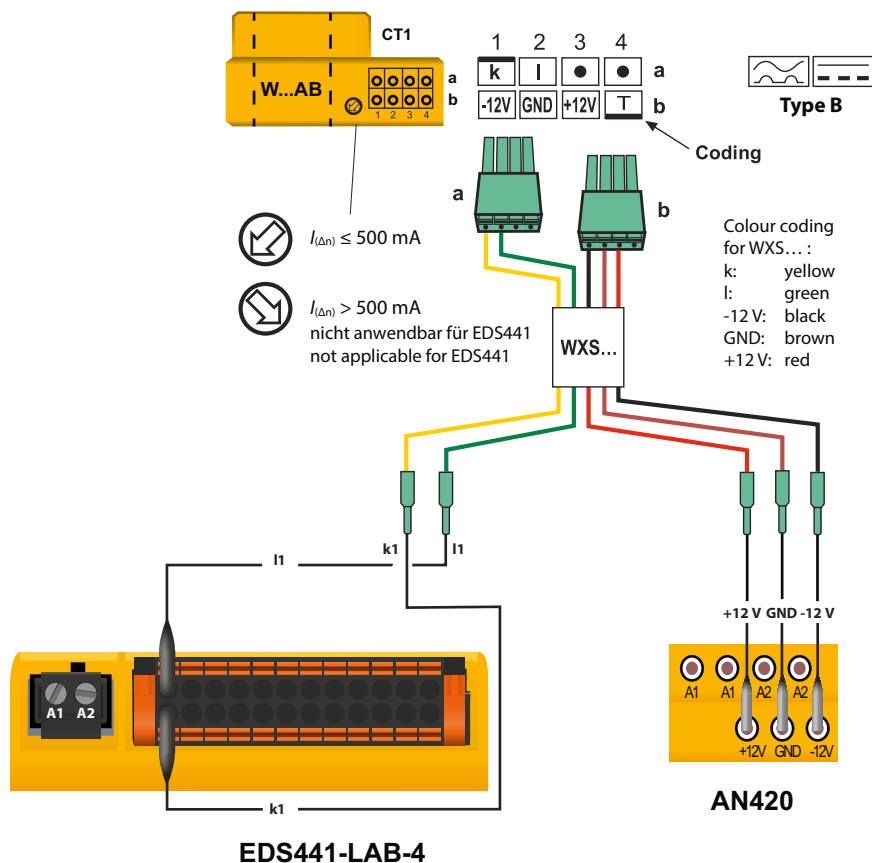 CT1
W...AB
a
b
1 2 3 4
1 2 3 4
k l a
-12V GND +12V T b
Type B
Coding
a
b
I(Δn) ≤ 500 mA
I(Δn) > 500 mA
nicht anwendbar für EDS441
not applicable for EDS441
Colour coding
for WXS… :
k: yellow
l: green
-12 V: black
GND: brown
+12 V: red
WXS...
k1
l1
l1
+12 V GND -12 V
A1 A2
A1 A1 A2 A2
+12V GND -12V
k1
AN420
EDS441-LAB-4